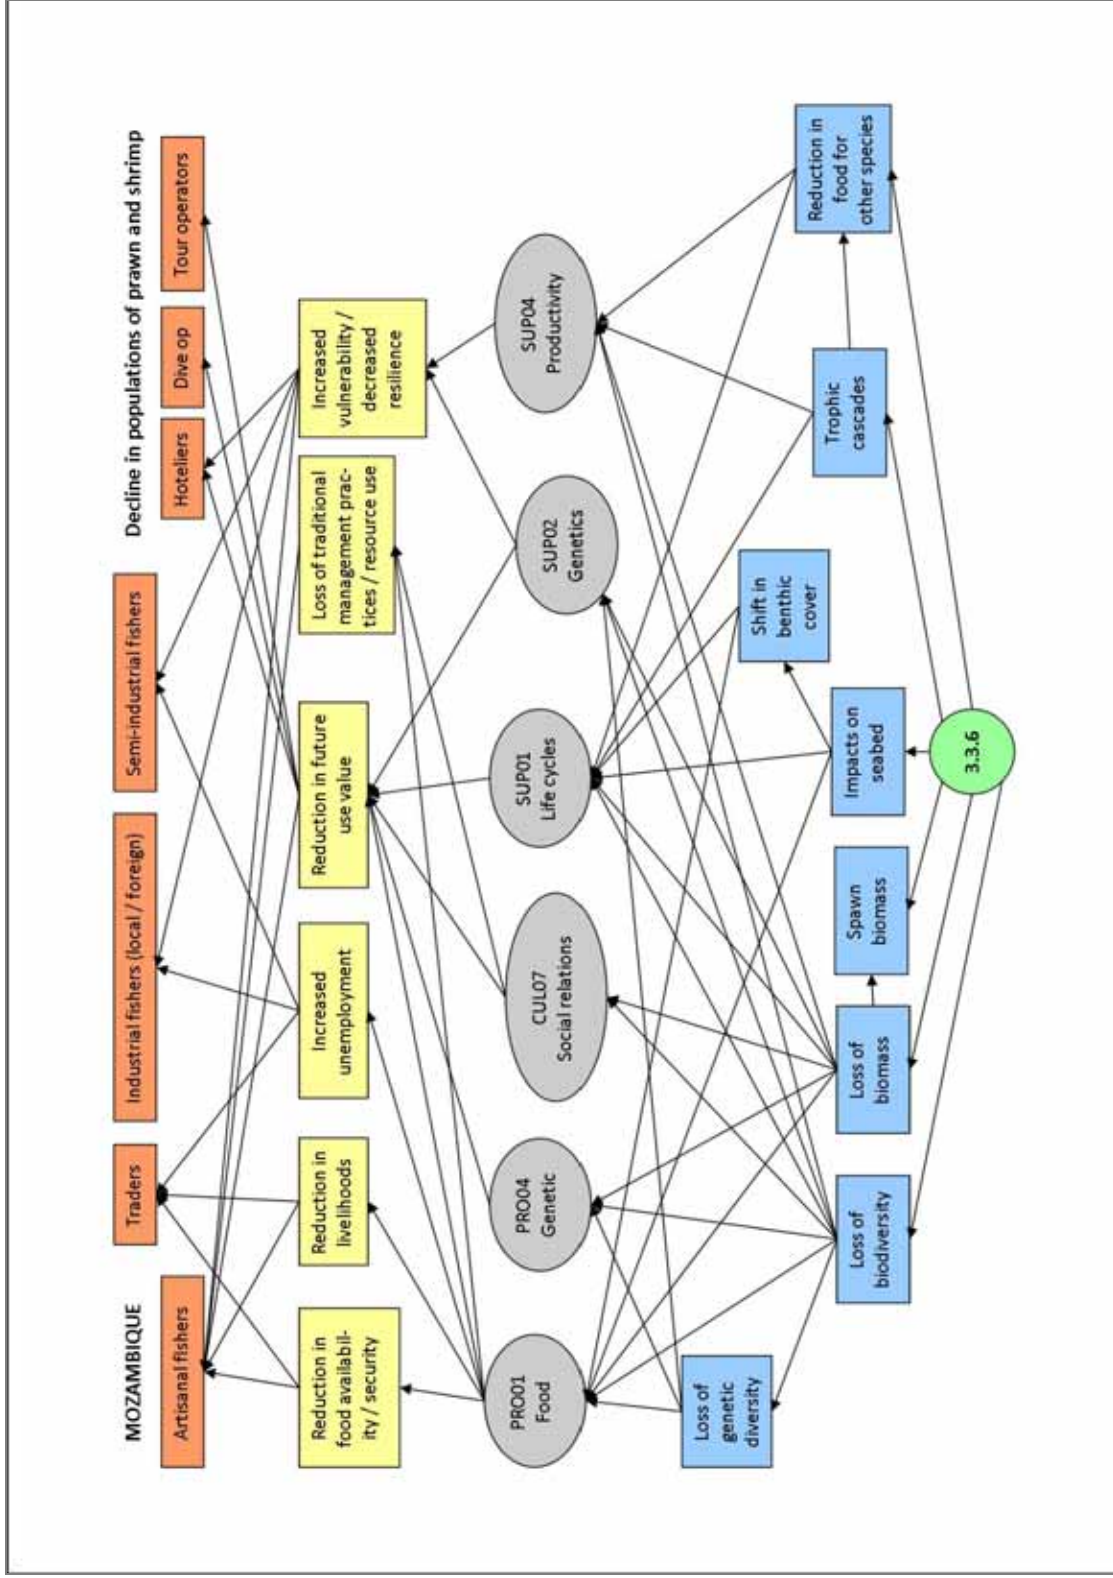 MOZAMBIQUE
Decline in populations of prawn and shrimp
Artisanal fishers
Traders
Industrial fishers (local / foreign)
Semi-industrial fishers
Hoteliers
Dive op
Tour operators
Reduction in
food availabil-
ity / security
Reduction in
livelihoods
Increased
unemployment
Reduction in future
use value
Loss of traditional
management prac-
tices / resource use
Increased
vulnerability /
decreased
resilience
PRO01
Food
PRO04
Genetic
CUL07
Social relations
SUP01
Life cycles
SUP02
Genetics
SUP04
Productivity
Loss of
genetic
diversity
Loss of
biodiversity
Loss of
biomass
Spawn
biomass
Impacts on
seabed
Shift in
benthic
cover
Trophic
cascades
Reduction in
food for
other species
3.3.6